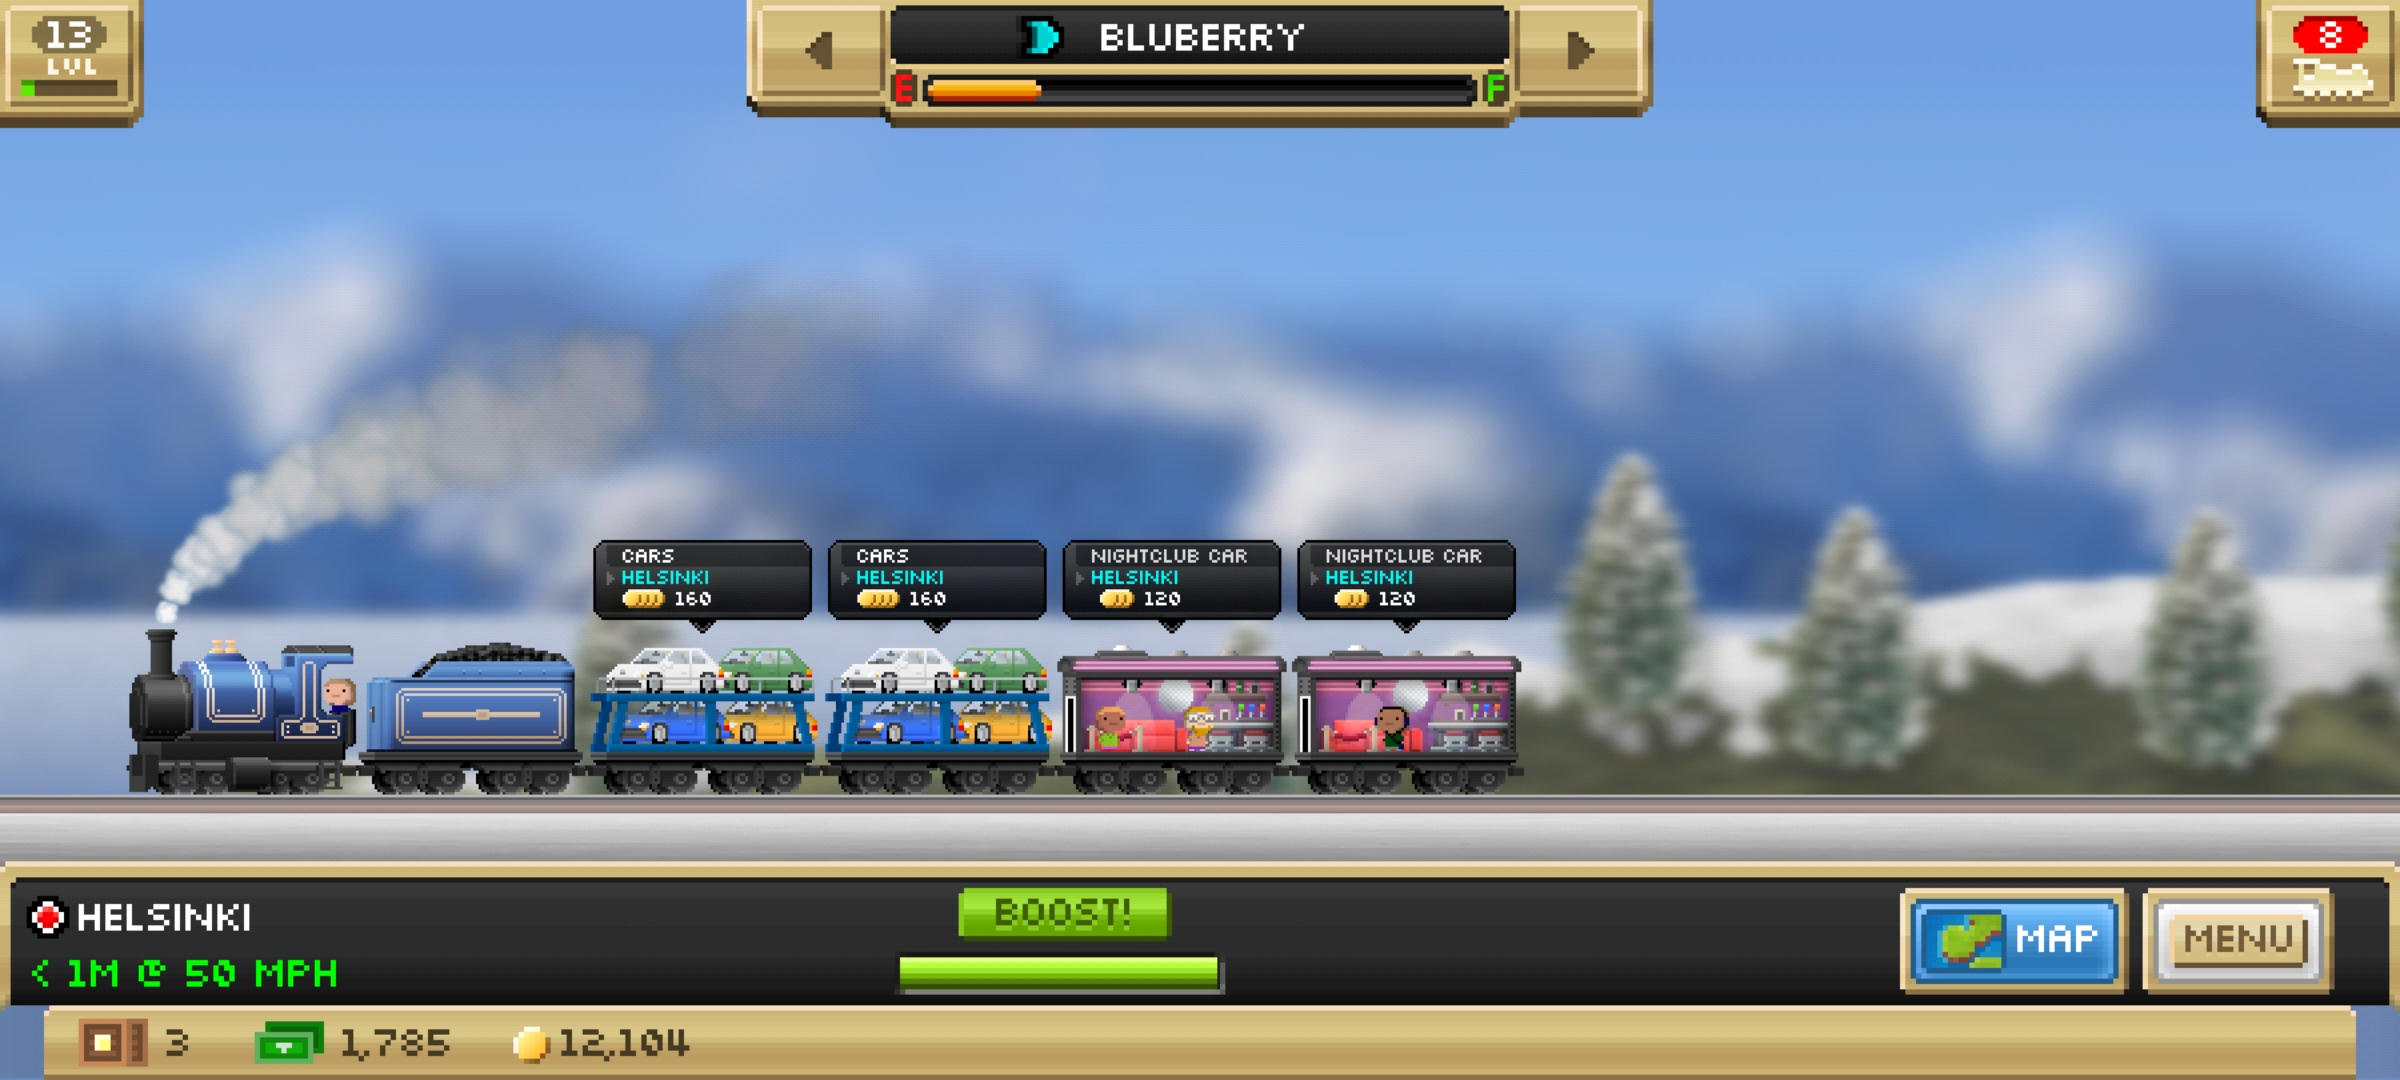 13
LVL
BLUBERRY
E F
8
CARS
HELSINKI
160
CARS
HELSINKI
160
NIGHTCLUB CAR
HELSINKI
120
NIGHTCLUB CAR
HELSINKI
120
HELSINKI
< 1M @ 50 MPH
BOOST!
MAP
MENU
3
1,785
12,104